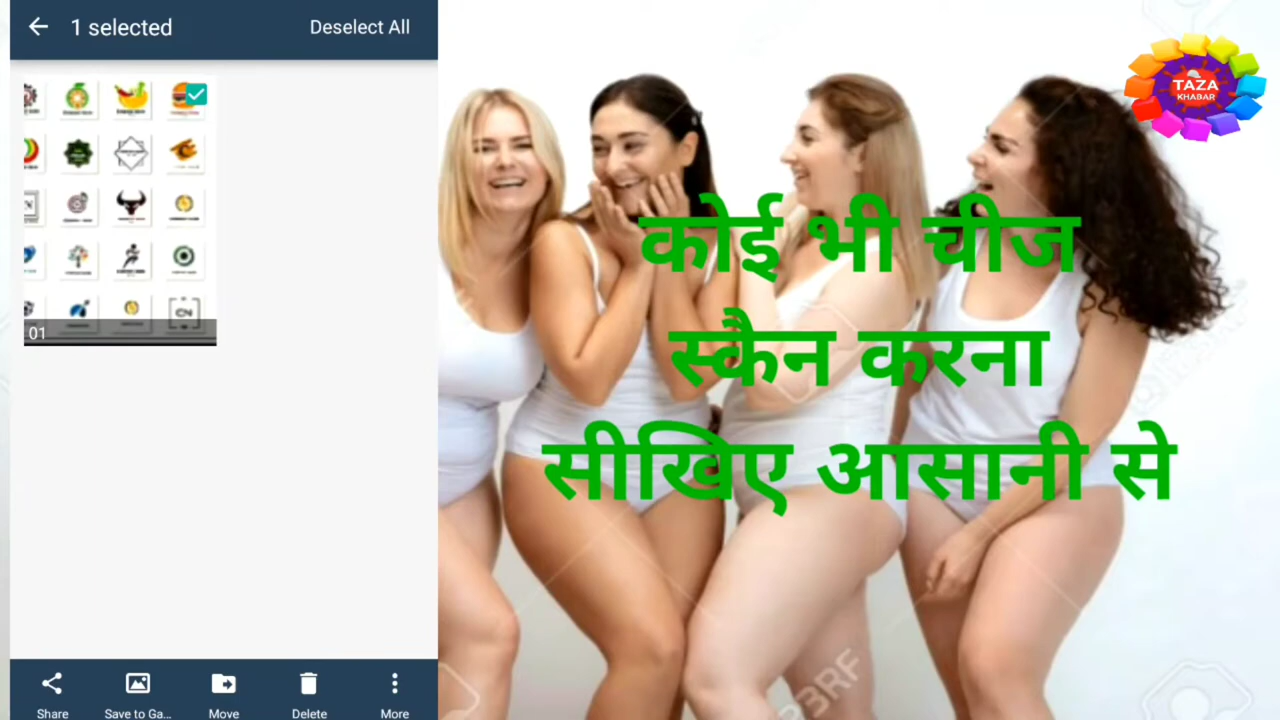 1 selected
Deselect All
01
Share
Save to Ga...
Move
Delete
More
TAZA
KHABAR
कोई भी चीज
स्कैन करना
सीखिए आसानी से